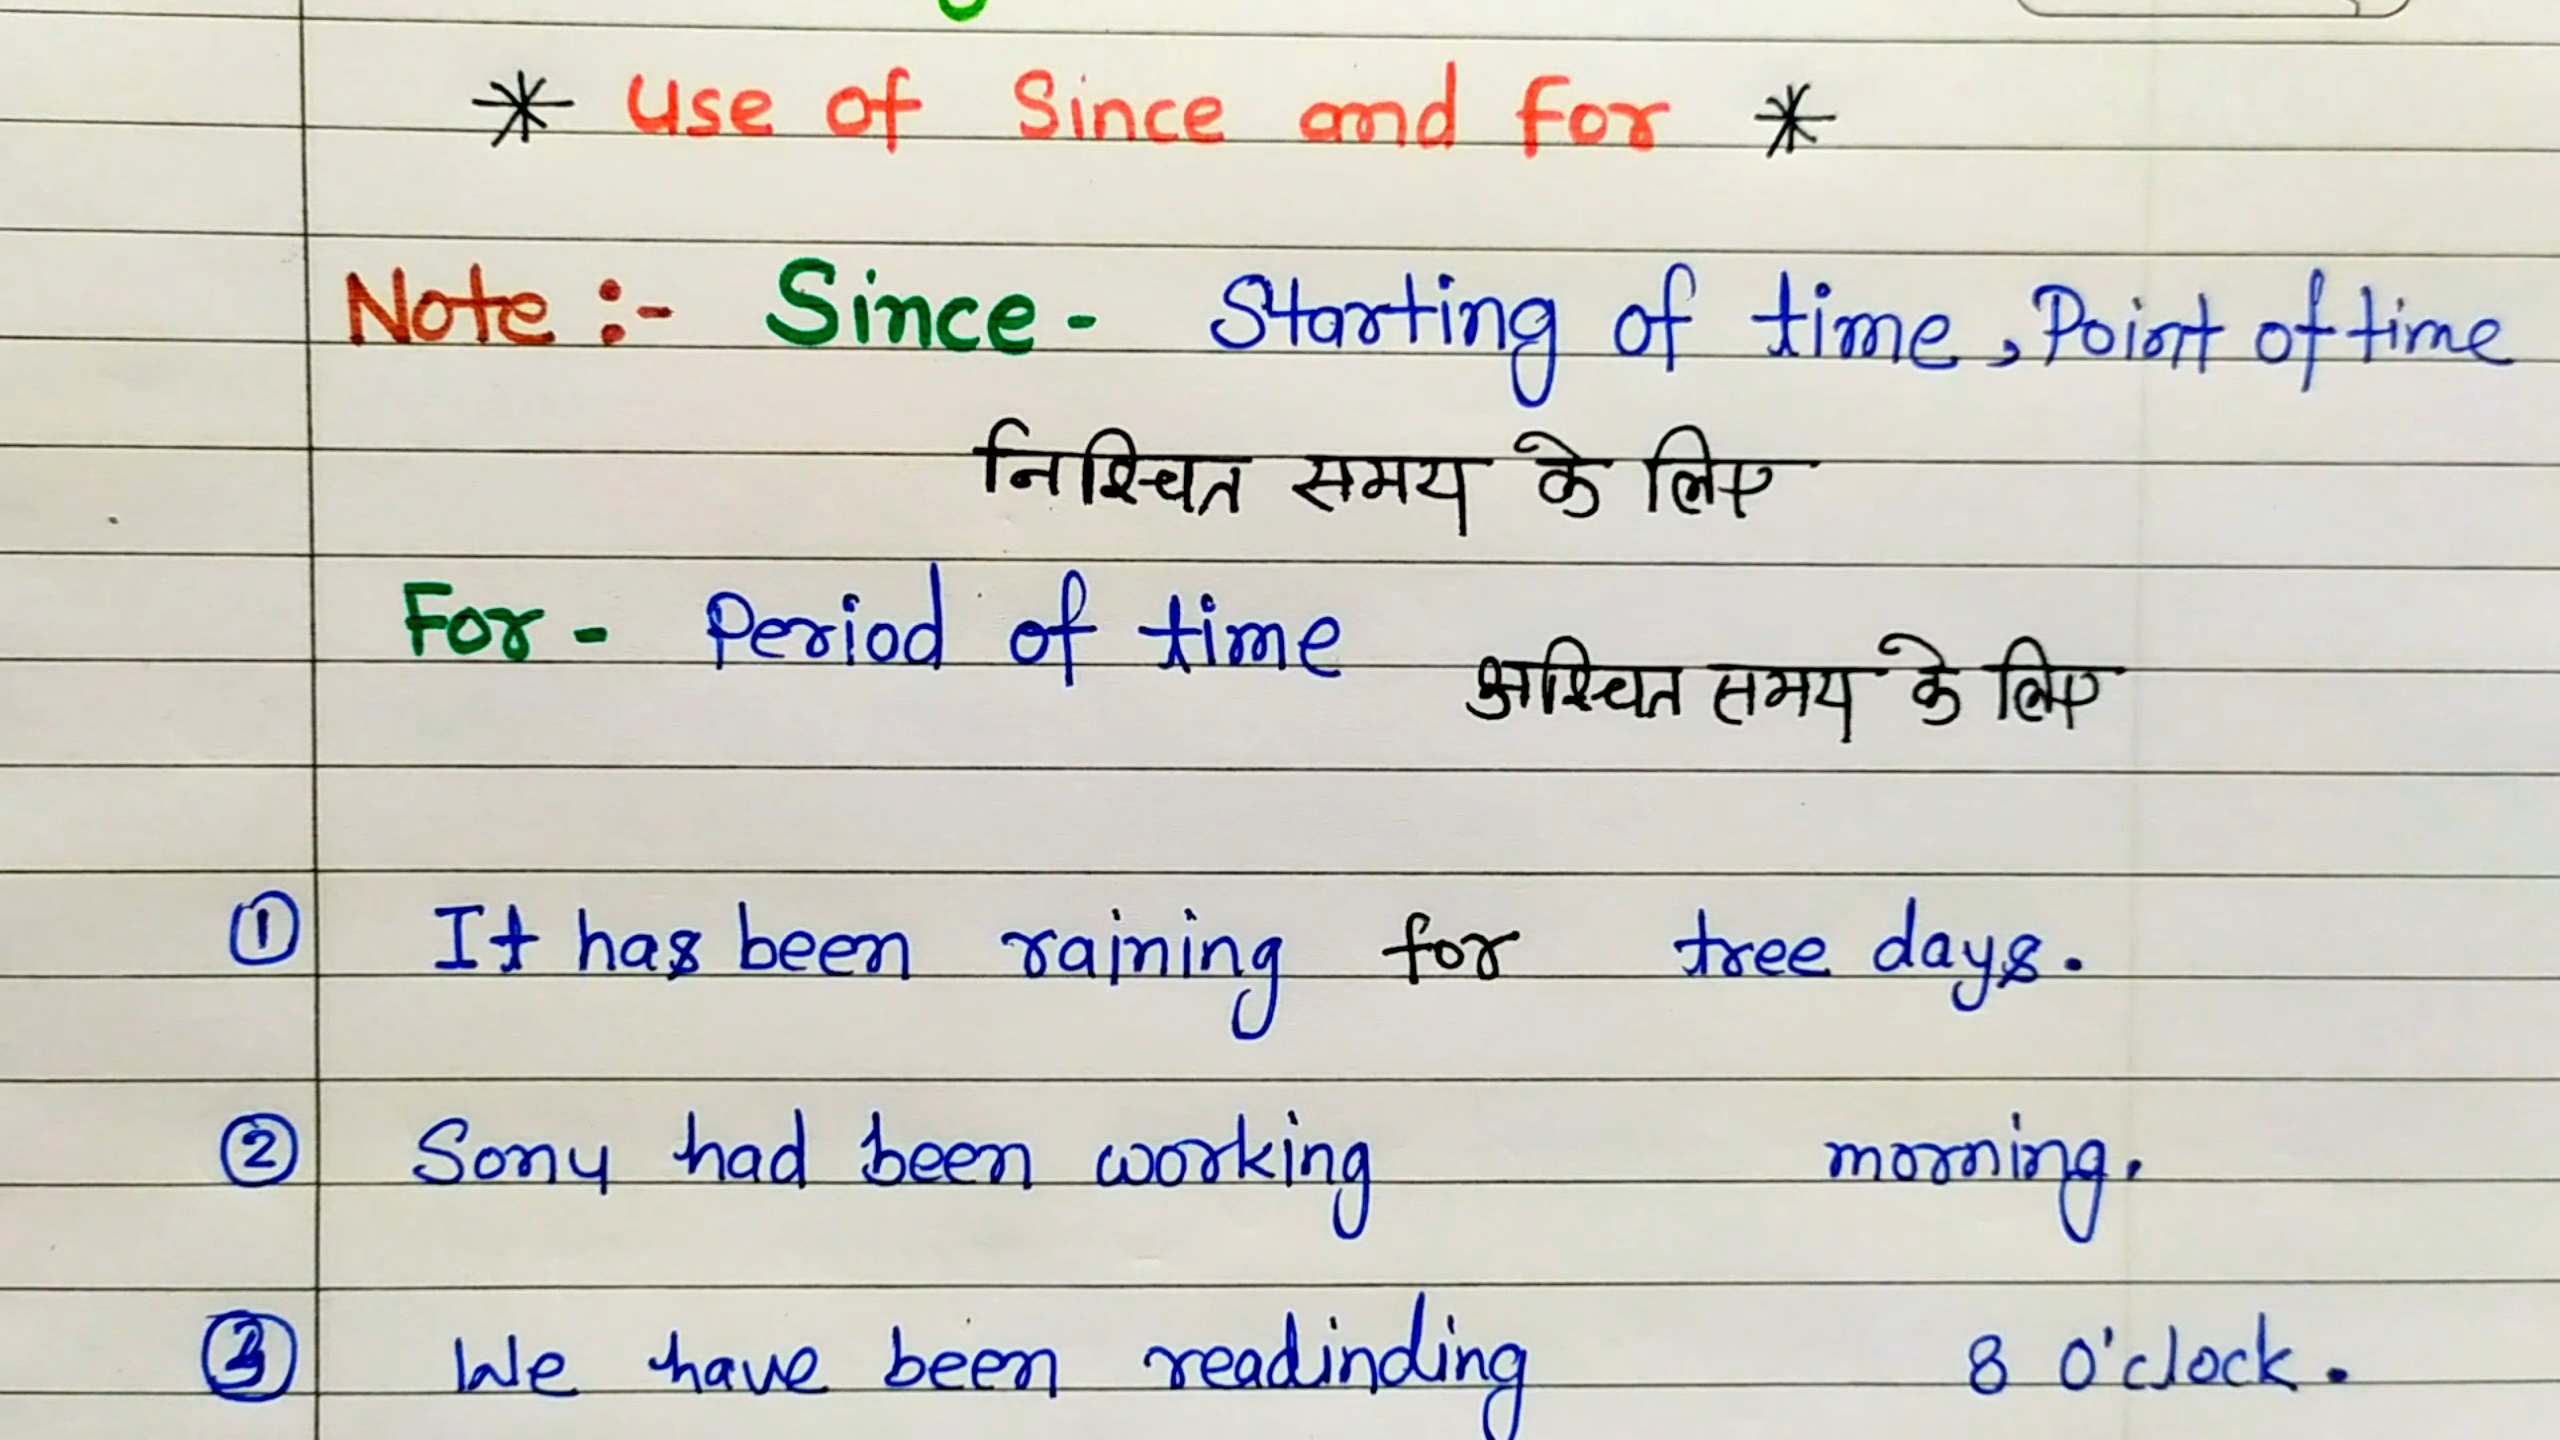 * Use of Since and for *
Note :- Since - Starting of time, Point of time
निश्चित समय के लिए
For - Period of time
अश्चित समय के लिए
① It has been raining for tree days.
② Sony had been working morning.
③ We have been readinding 8 o'clock.